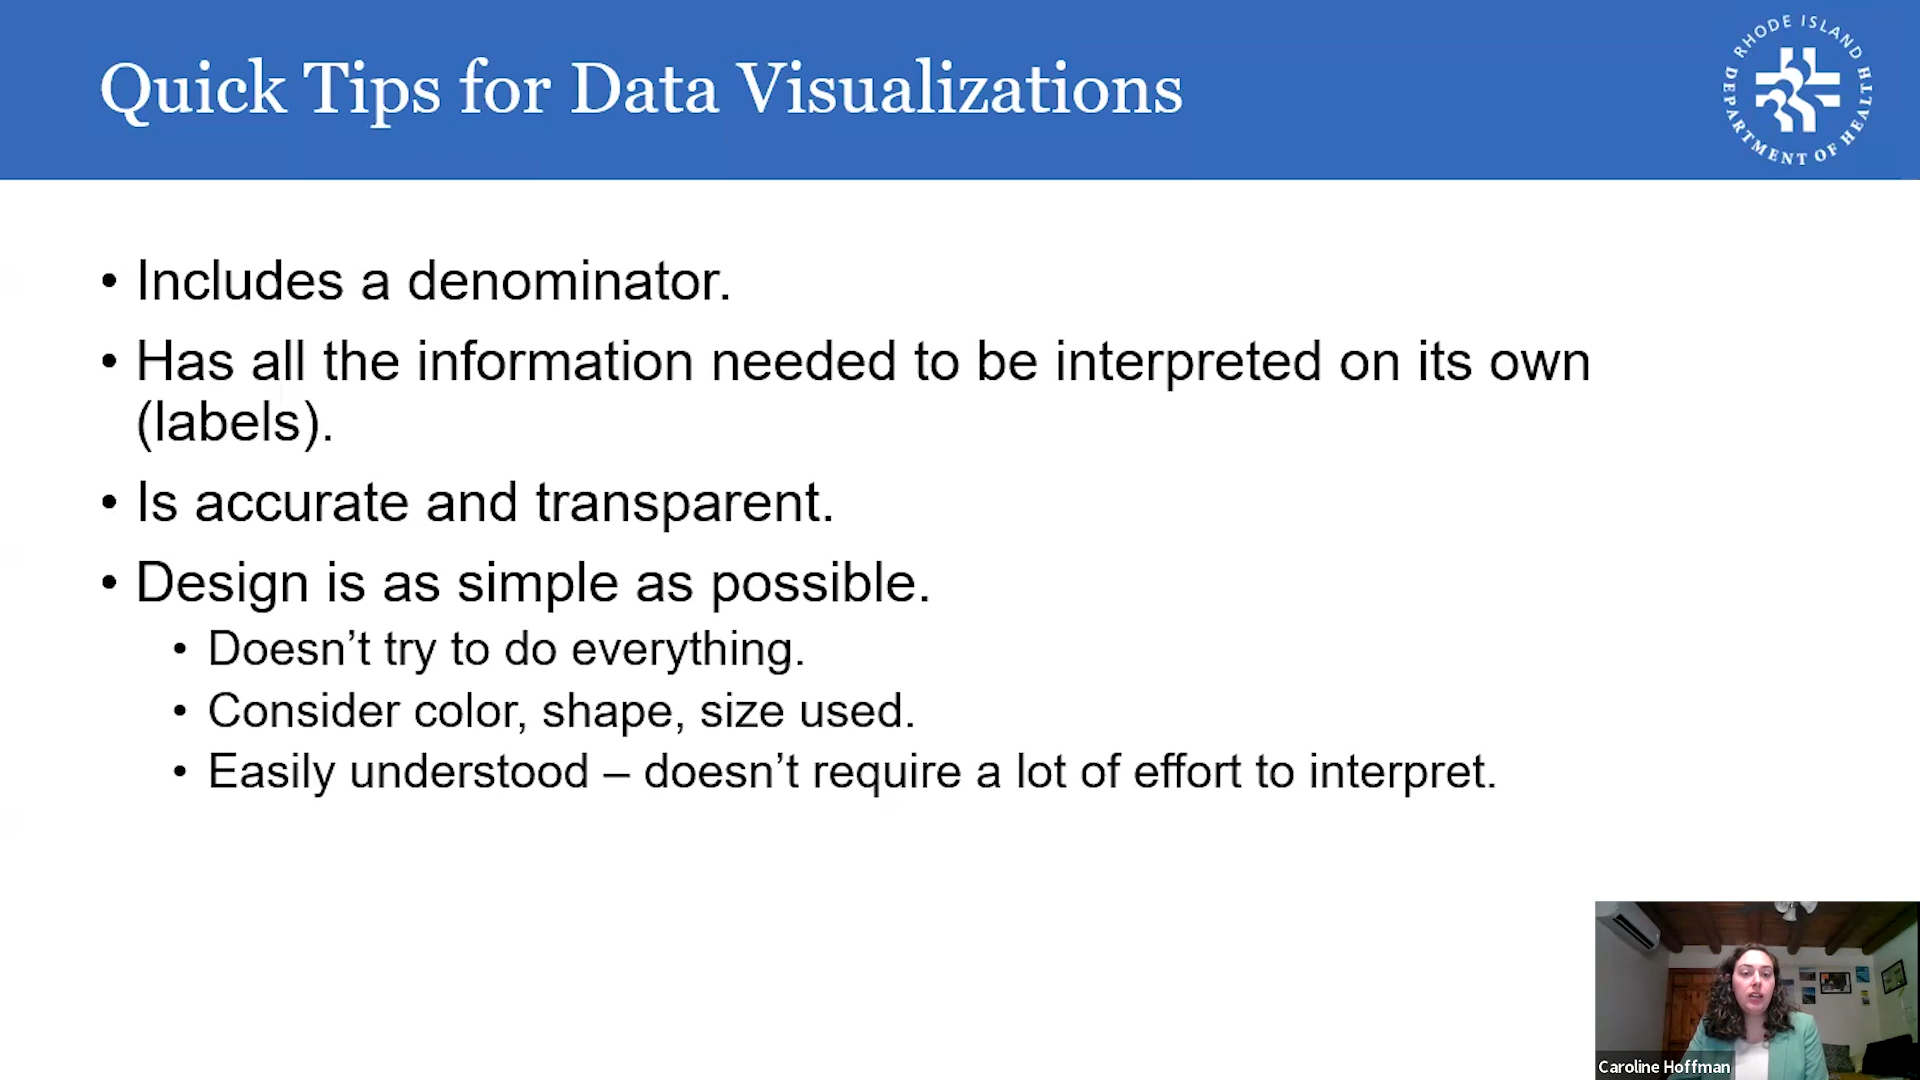 Quick Tips for Data Visualizations
RHODE ISLAND
DEPARTMENT OF HEALTH
• Includes a denominator.
• Has all the information needed to be interpreted on its own
(labels).
• Is accurate and transparent.
• Design is as simple as possible.
• Doesn’t try to do everything.
• Consider color, shape, size used.
• Easily understood – doesn’t require a lot of effort to interpret.
Caroline Hoffman